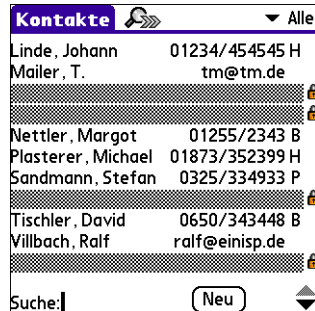 Kontakte Alle
Linde, Johann 01234/454545 H
Mailer, T. tm@tm.de
Nettler, Margot 01255/2343 B
Plasterer, Michael 01873/352399 H
Sandmann, Stefan 0325/334933 P
Tischler, David 0650/343448 B
Villbach, Ralf ralf@einisp.de
Suche: Neu